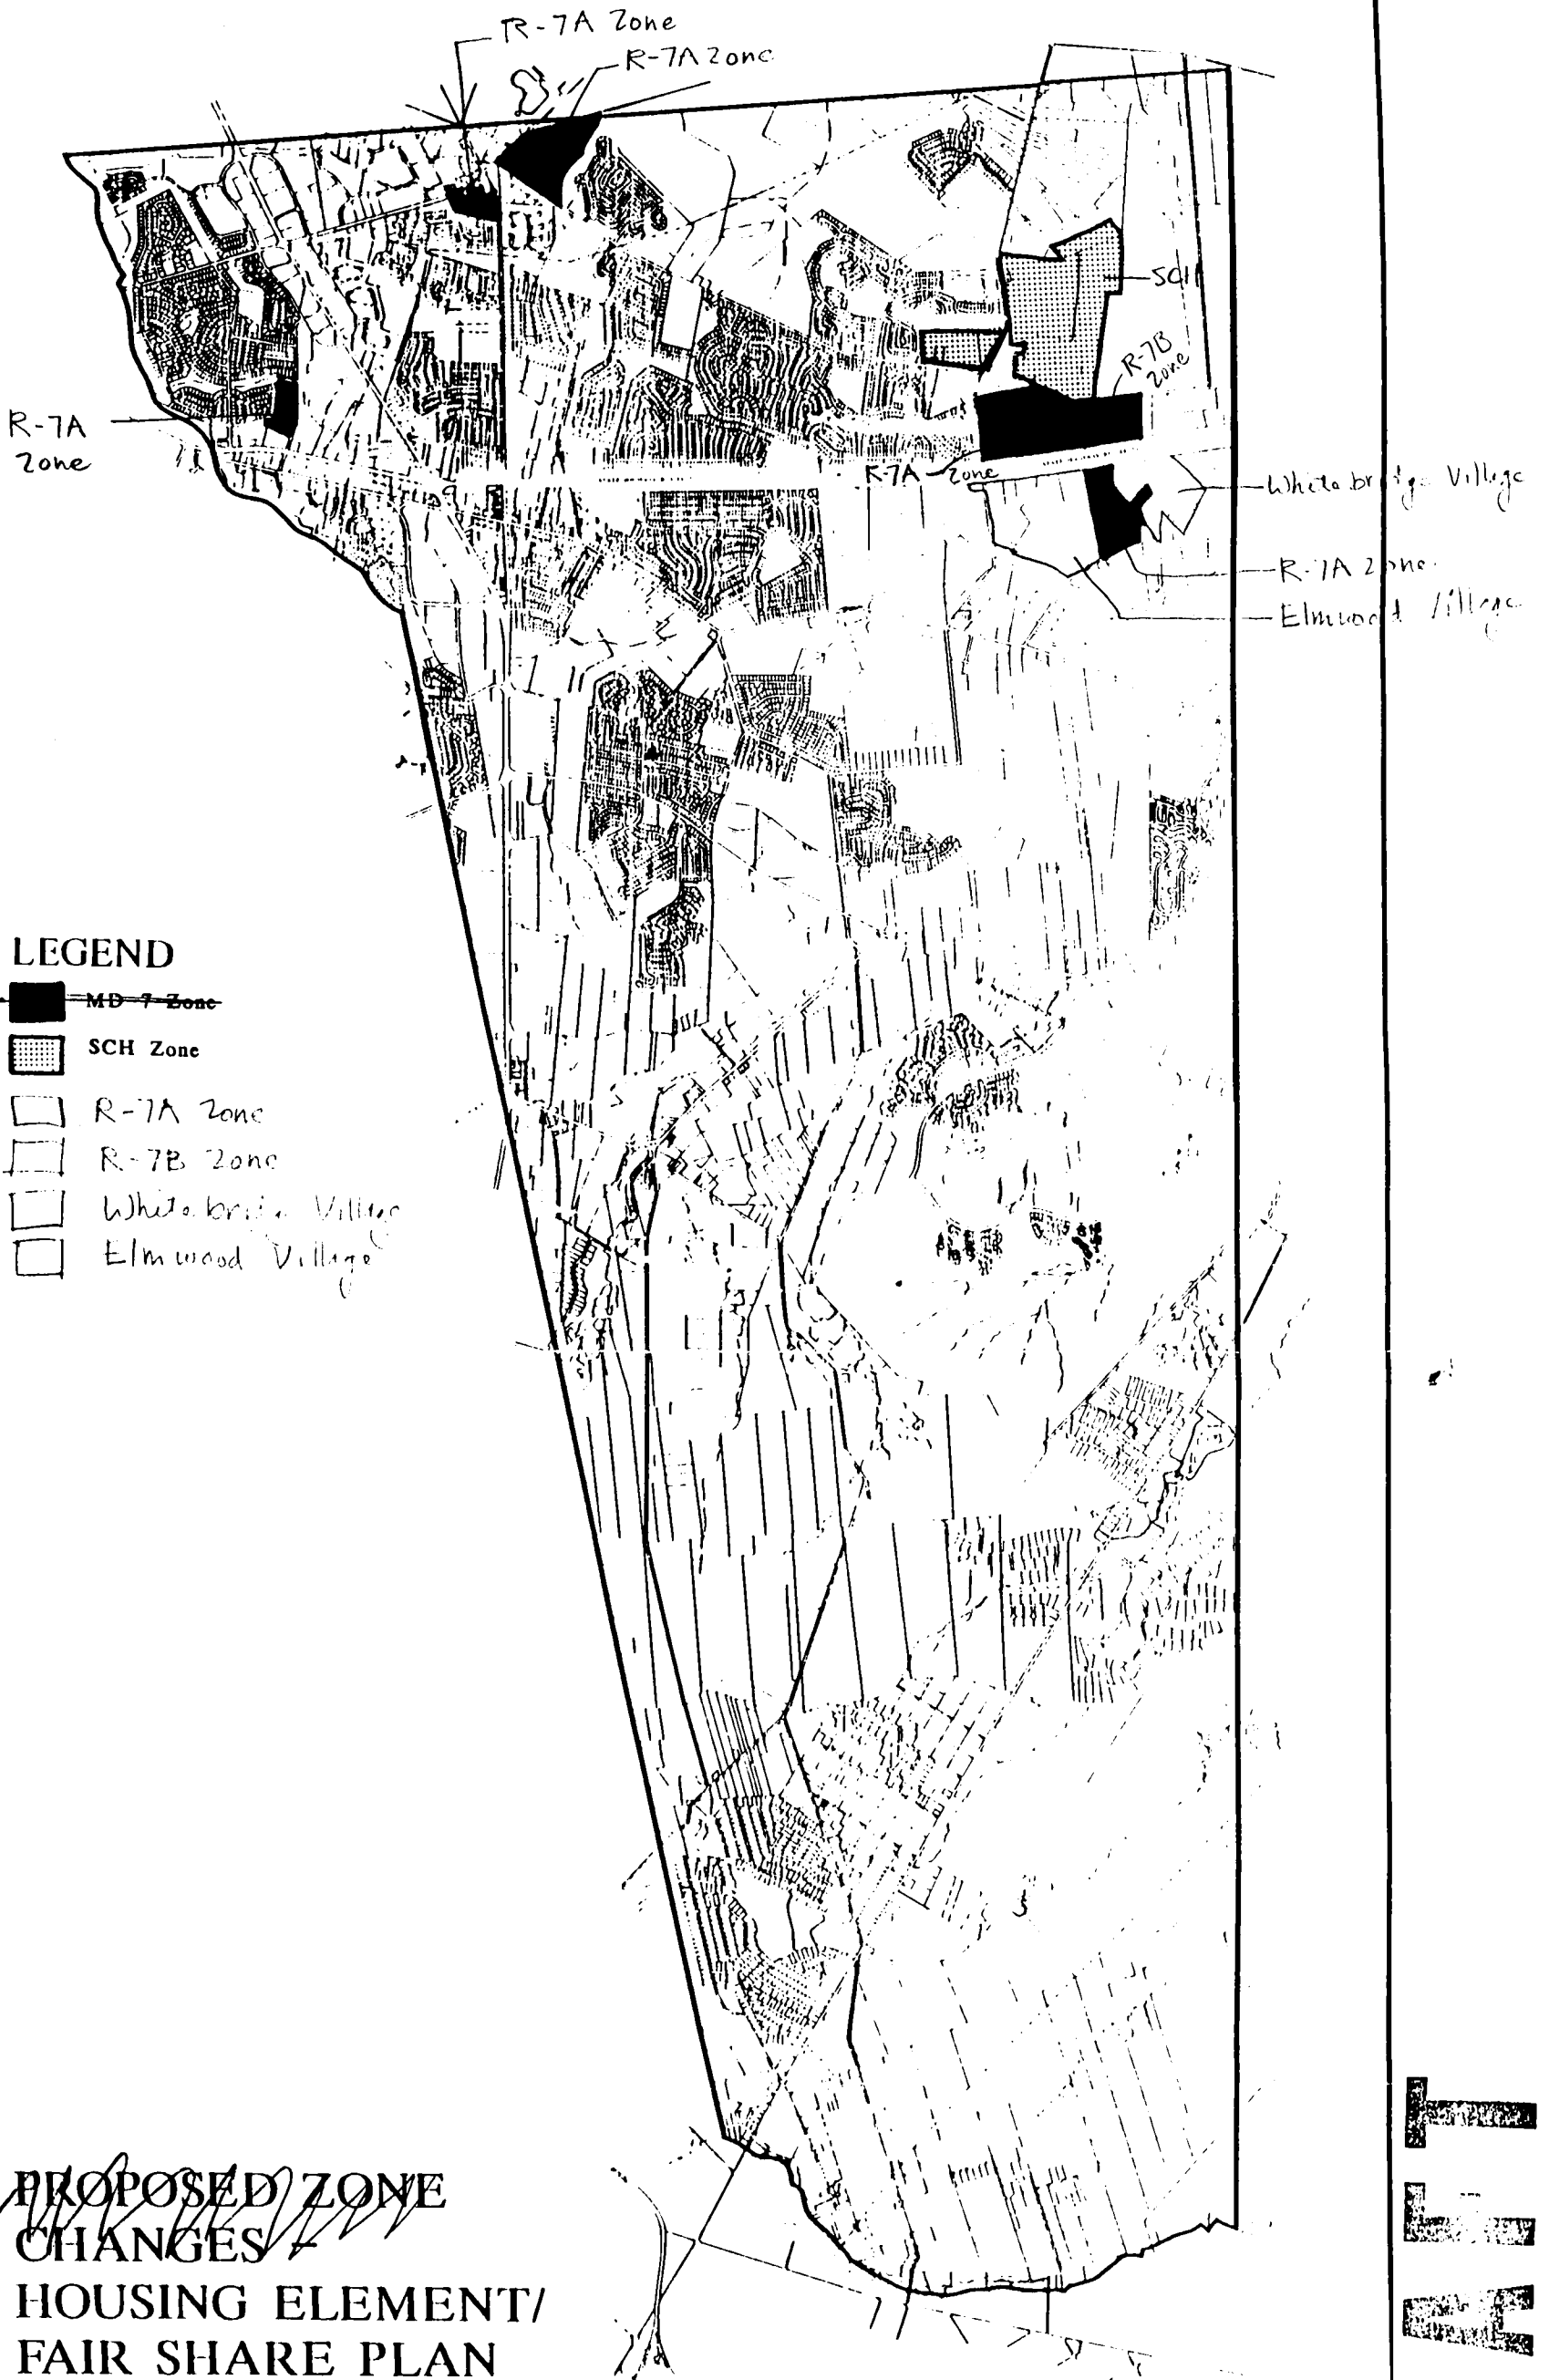 R-7A Zone
R-7A Zone
SCH
R-7B
Zone
R-7A
Zone
R-7A Zone
Whitebridge Village
R-7A Zone
Elmwood Village
LEGEND
MD-7 Zone
SCH Zone
R-7A Zone
R-7B Zone
Whitebridge Village
Elmwood Village
PROPOSED ZONE
CHANGES -
HOUSING ELEMENT/
FAIR SHARE PLAN
AFT